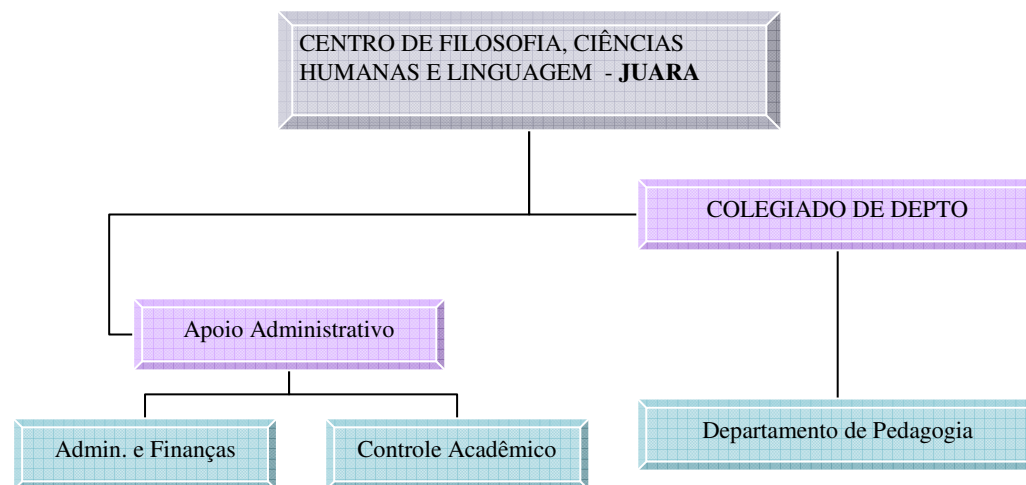 CENTRO DE FILOSOFIA, CIÊNCIAS
HUMANAS E LINGUAGEM - JUARA
COLEGIADO DE DEPTO
Apoio Administrativo
Admin. e Finanças
Controle Acadêmico
Departamento de Pedagogia